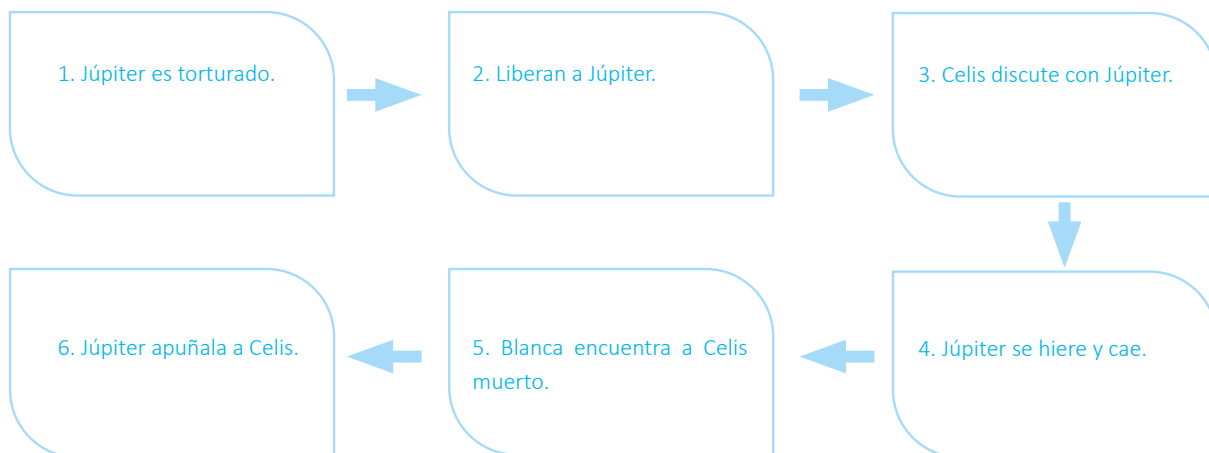 1. Júpiter es torturado.
2. Liberan a Júpiter.
3. Celis discute con Júpiter.
4. Júpiter se hiere y cae.
5. Blanca encuentra a Celis
muerto.
6. Júpiter apuñala a Celis.